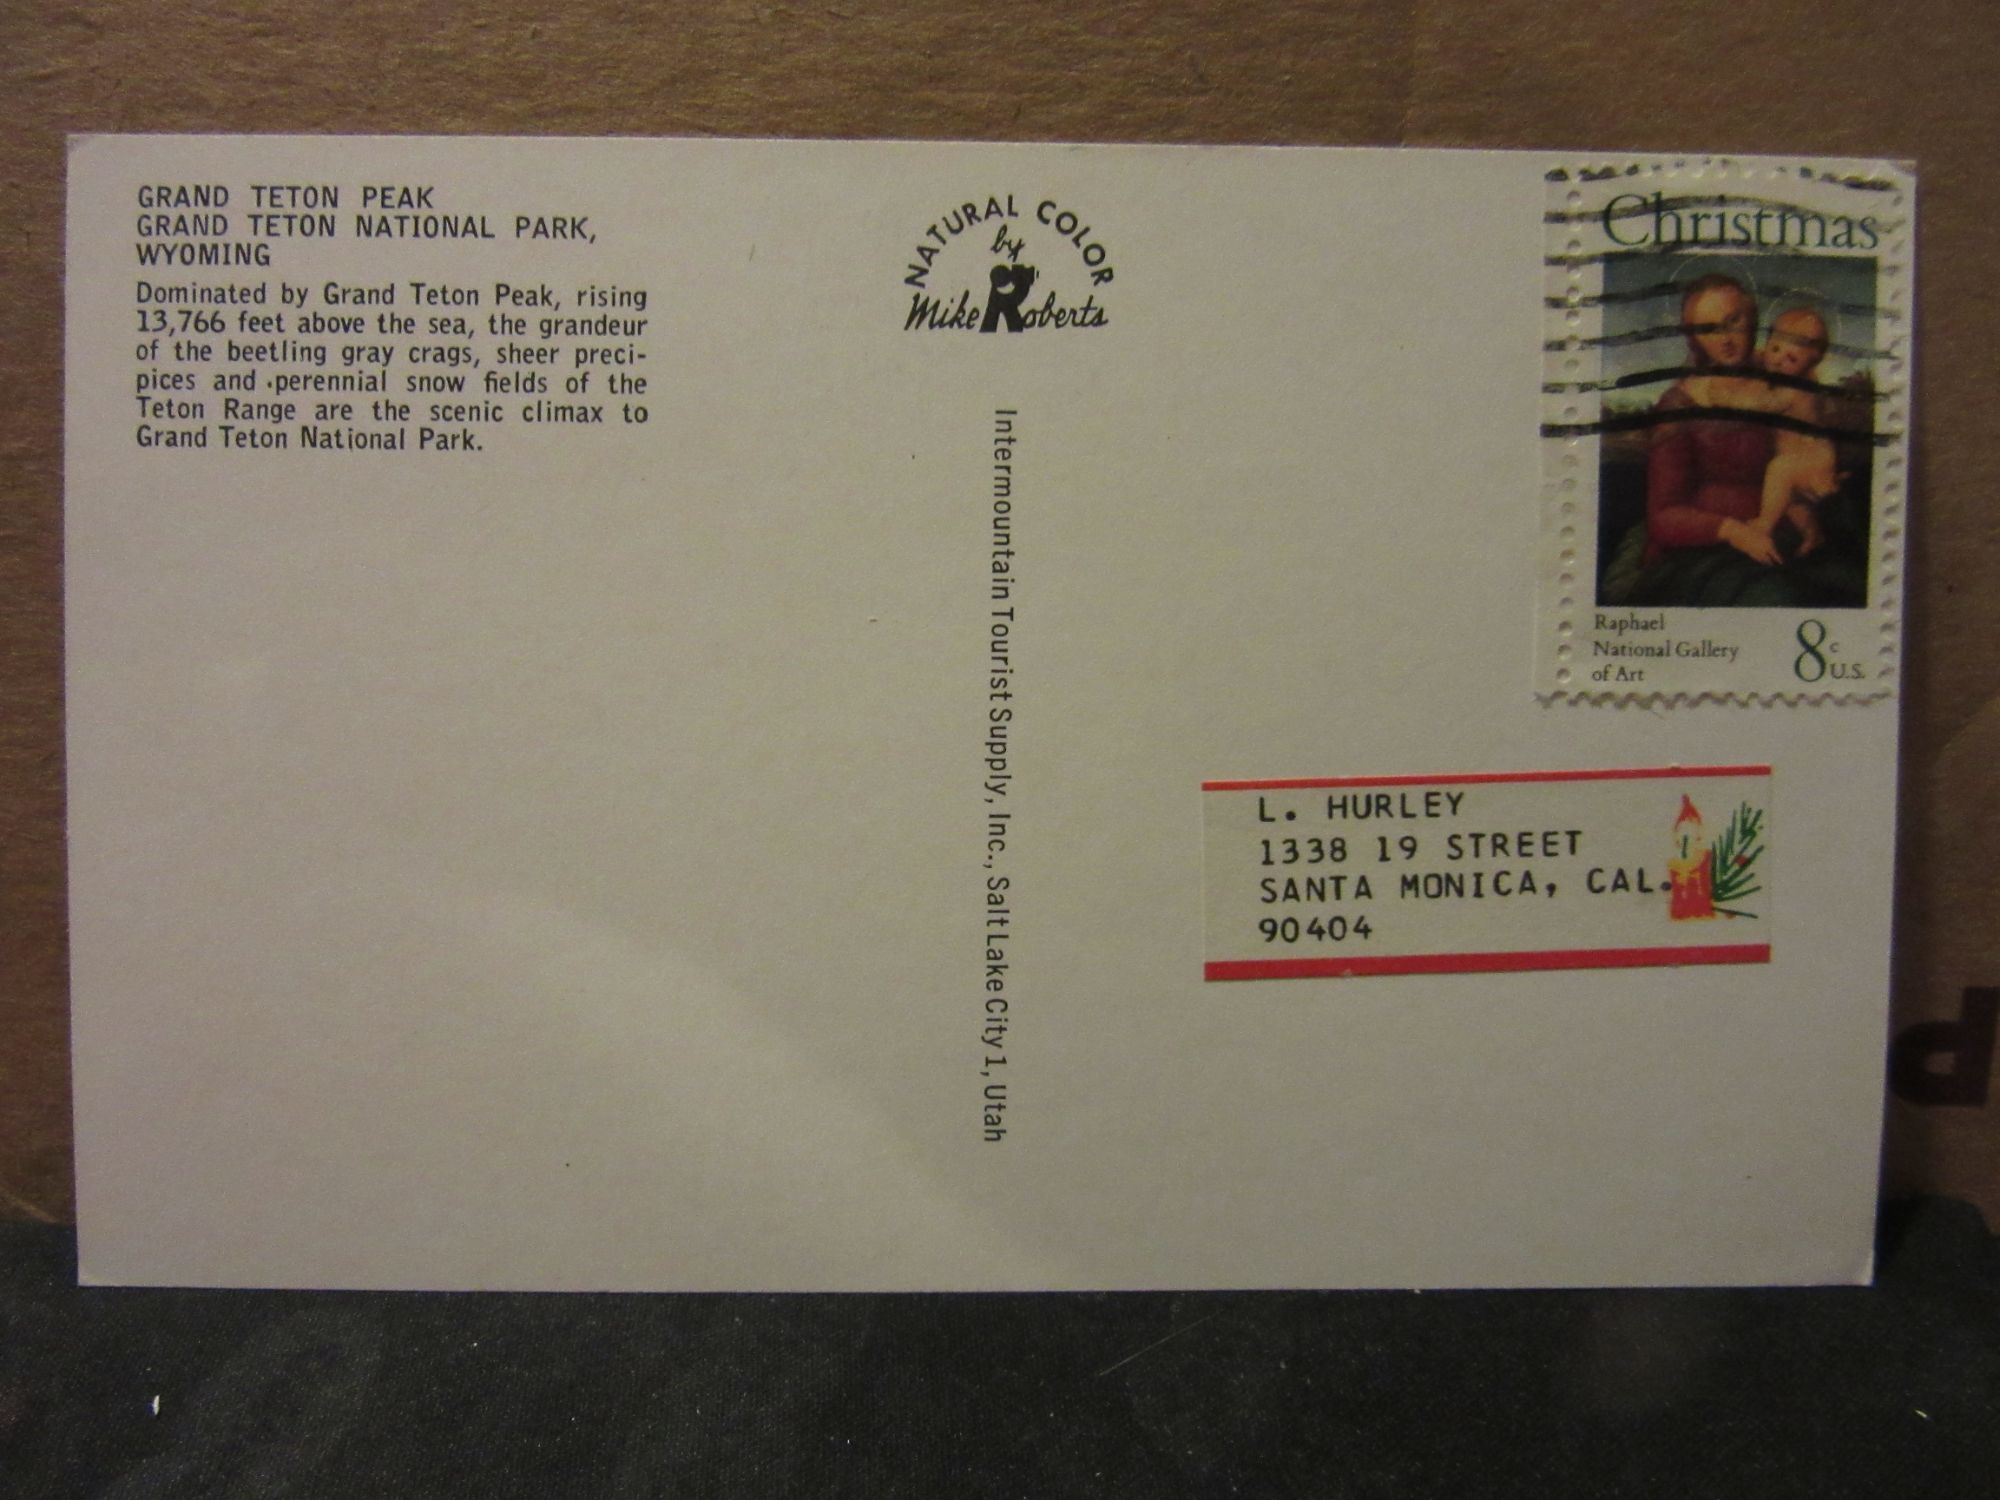 GRAND TETON PEAK
GRAND TETON NATIONAL PARK,
WYOMING
Dominated by Grand Teton Peak, rising
13,766 feet above the sea, the grandeur
of the beetling gray crags, sheer preci-
pices and perennial snow fields of the
Teton Range are the scenic climax to
Grand Teton National Park.
NATURAL COLOR
by
Mike Roberts
Intermountain Tourist Supply, Inc., Salt Lake City 1, Utah
Christmas
Raphael
National Gallery
of Art
8c
U.S.
L. HURLEY
1338 19 STREET
SANTA MONICA, CAL.
90404
d